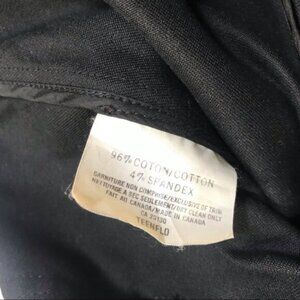 96% COTON/COTTON
4% SPANDEX
GARNITURE NON COMPRISE/EXCLUSIVE OF TRIM
NETTOYAGE A SEC SEULEMENT/DRY CLEAN ONLY
FAIT AU CANADA/MADE IN CANADA
CA 25130
TEENFLO